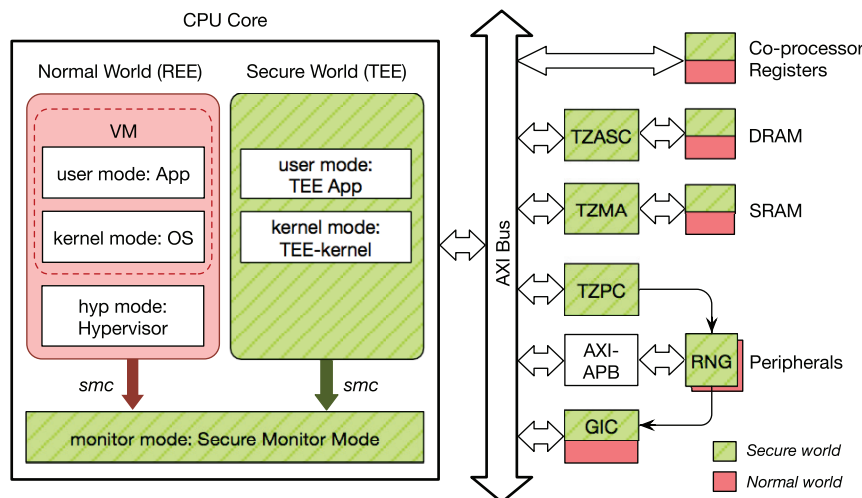 CPU Core
Normal World (REE)
Secure World (TEE)
VM
user mode: App
kernel mode: OS
hyp mode:
Hypervisor
user mode:
TEE App
kernel mode:
TEE-kernel
smc
smc
monitor mode: Secure Monitor Mode
AXI Bus
Co-processor
Registers
TZASC
DRAM
TZMA
SRAM
TZPC
AXI-
APB
RNG
Peripherals
GIC
Secure world
Normal world